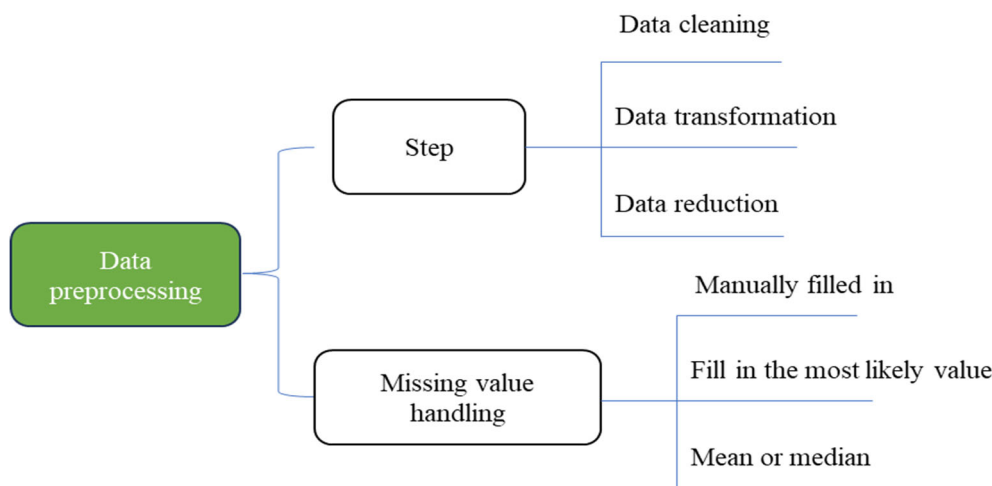 Data cleaning
Data transformation
Step
Data reduction
Data
preprocessing
Manually filled in
Missing value
handling
Fill in the most likely value
Mean or median